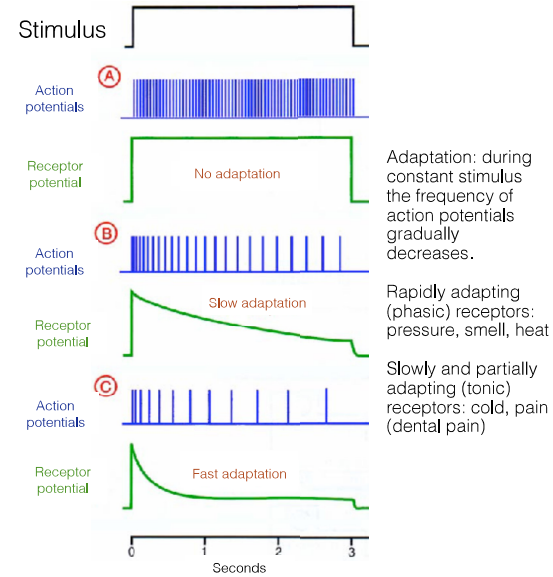 Stimulus
A
Action
potentials
Receptor
potential
No adaptation
B
Action
potentials
Receptor
potential
Slow adaptation
C
Action
potentials
Receptor
potential
Fast adaptation
0 1 2 3
Seconds
Adaptation: during
constant stimulus
the frequency of
action potentials
gradually
decreases.
Rapidly adapting
(phasic) receptors:
pressure, smell, heat
Slowly and partially
adapting (tonic)
receptors: cold, pain
(dental pain)